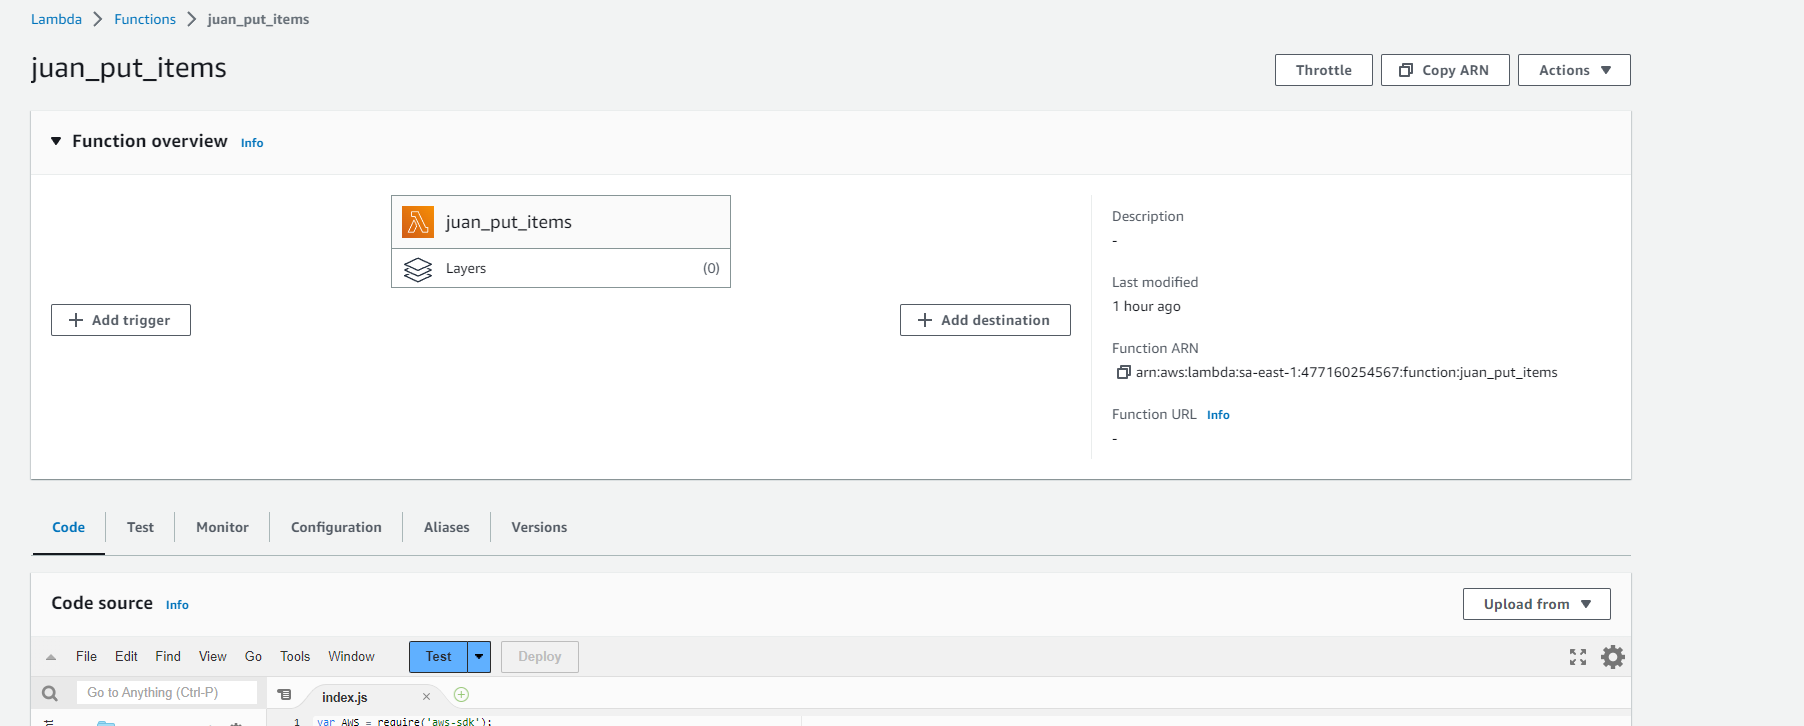 Lambda > Functions > juan_put_items
juan_put_items
Throttle
Copy ARN
Actions
Function overview Info
juan_put_items
Layers (0)
Add trigger
Add destination
Description
-
Last modified
1 hour ago
Function ARN
arn:aws:lambda:sa-east-1:477160254567:function:juan_put_items
Function URL Info
-
Code
Test
Monitor
Configuration
Aliases
Versions
Code source Info
Upload from
File Edit Find View Go Tools Window
Test
Deploy
Go to Anything (Ctrl-P)
index.js
1 var AWS = require('aws-sdk');